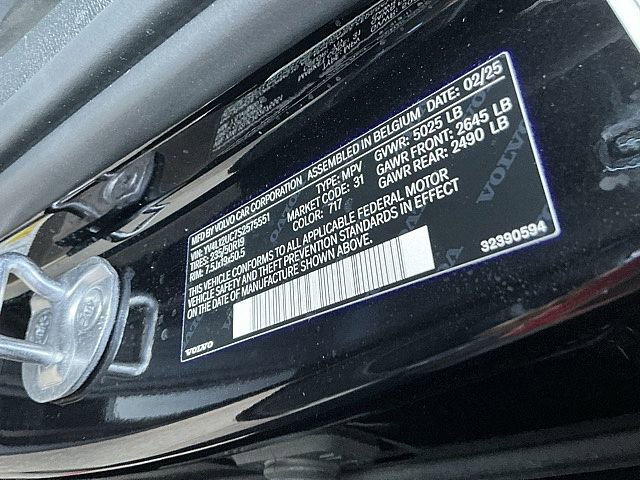 MFD BY VOLVO CAR CORPORATION ASSEMBLED IN BELGIUM DATE: 02/25
VIN: YV4L12UC7S2575551 TYPE: MPV GVWR: 5025 LB
TIRES: 235/50R19 MARKET CODE: 31 GAWR FRONT: 2645 LB
RIM: 7.5Jx19x50.5 COLOR: 717 GAWR REAR: 2490 LB
THIS VEHICLE CONFORMS TO ALL APPLICABLE FEDERAL MOTOR
VEHICLE SAFETY AND THEFT PREVENTION STANDARDS IN EFFECT
ON THE DATE OF MANUFACTURE SHOWN ABOVE.
VOLVO
32390594
VOLVO